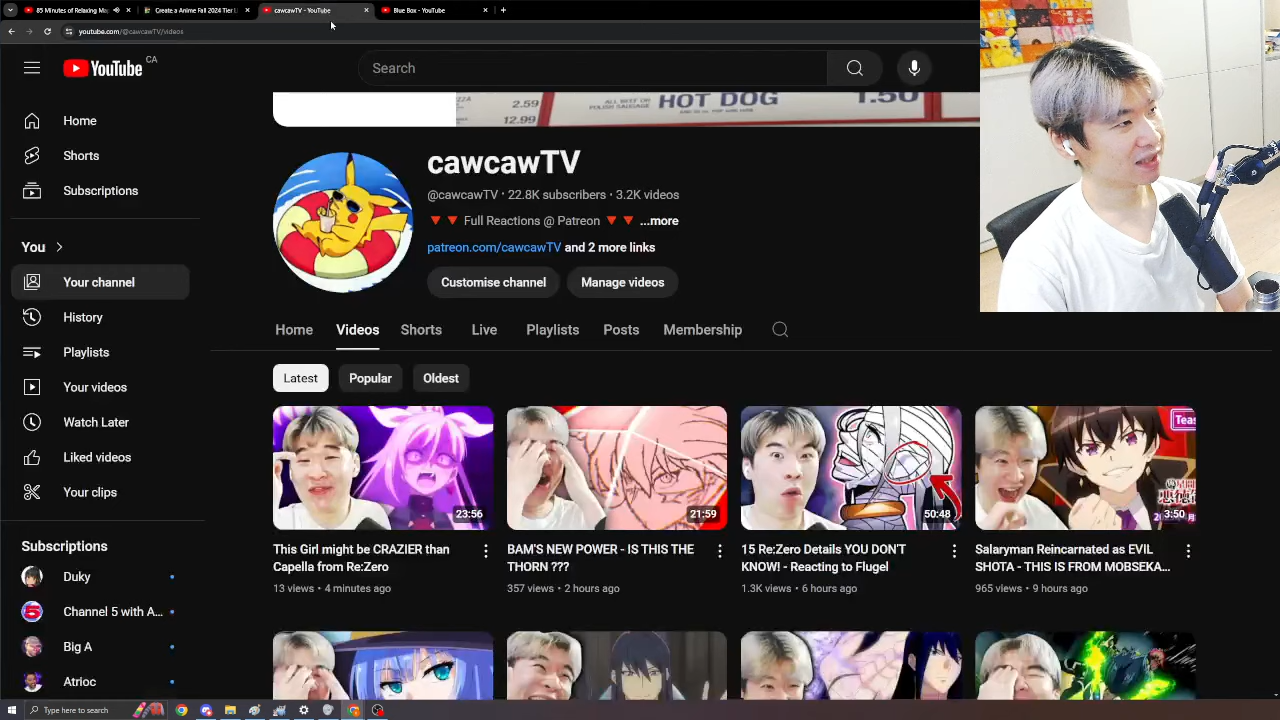 85 Minutes of Relaxing Mo
Create a Anime Fall 2024 Tier L
cawcawTV - YouTube
Blue Box - YouTube
youtube.com/@cawcawTV/videos
YouTube
CA
Search
2.59
12.99
ALL BEEF OR
POLISH SAUSAGE
HOT DOG
1.50
Home
Shorts
Subscriptions
You
Your channel
History
Playlists
Your videos
Watch Later
Liked videos
Your clips
Subscriptions
Duky
Channel 5 with A...
Big A
Atrioc
cawcawTV
@cawcawTV · 22.8K subscribers · 3.2K videos
🔻🔻 Full Reactions @ Patreon 🔻🔻 ...more
patreon.com/cawcawTV and 2 more links
Customise channel
Manage videos
Home
Videos
Shorts
Live
Playlists
Posts
Membership
Latest
Popular
Oldest
23:56
21:59
50:48
Teas
3:50
This Girl might be CRAZIER than
Capella from Re:Zero
13 views · 4 minutes ago
BAM'S NEW POWER - IS THIS THE
THORN ???
357 views · 2 hours ago
15 Re:Zero Details YOU DON'T
KNOW! - Reacting to Flugel
1.3K views · 6 hours ago
Salaryman Reincarnated as EVIL
SHOTA - THIS IS FROM MOBSEKA...
965 views · 9 hours ago
Type here to search